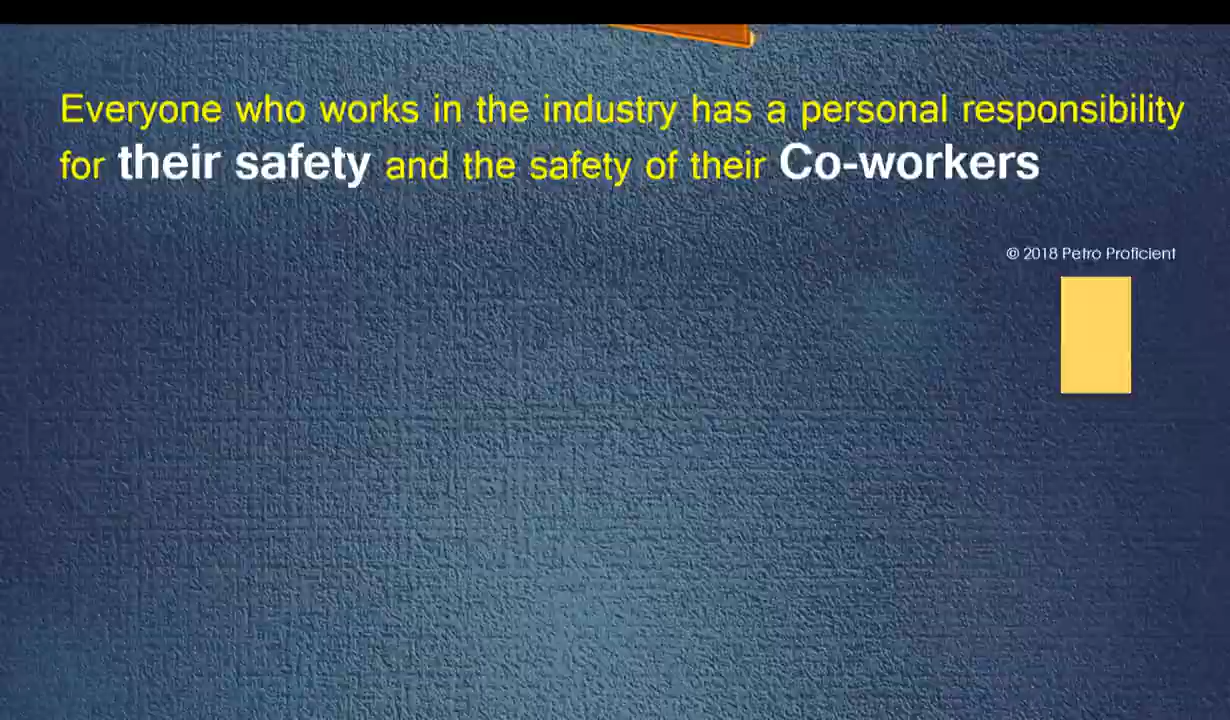 Everyone who works in the industry has a personal responsibility
for their safety and the safety of their Co-workers
© 2018 Petro Proficient